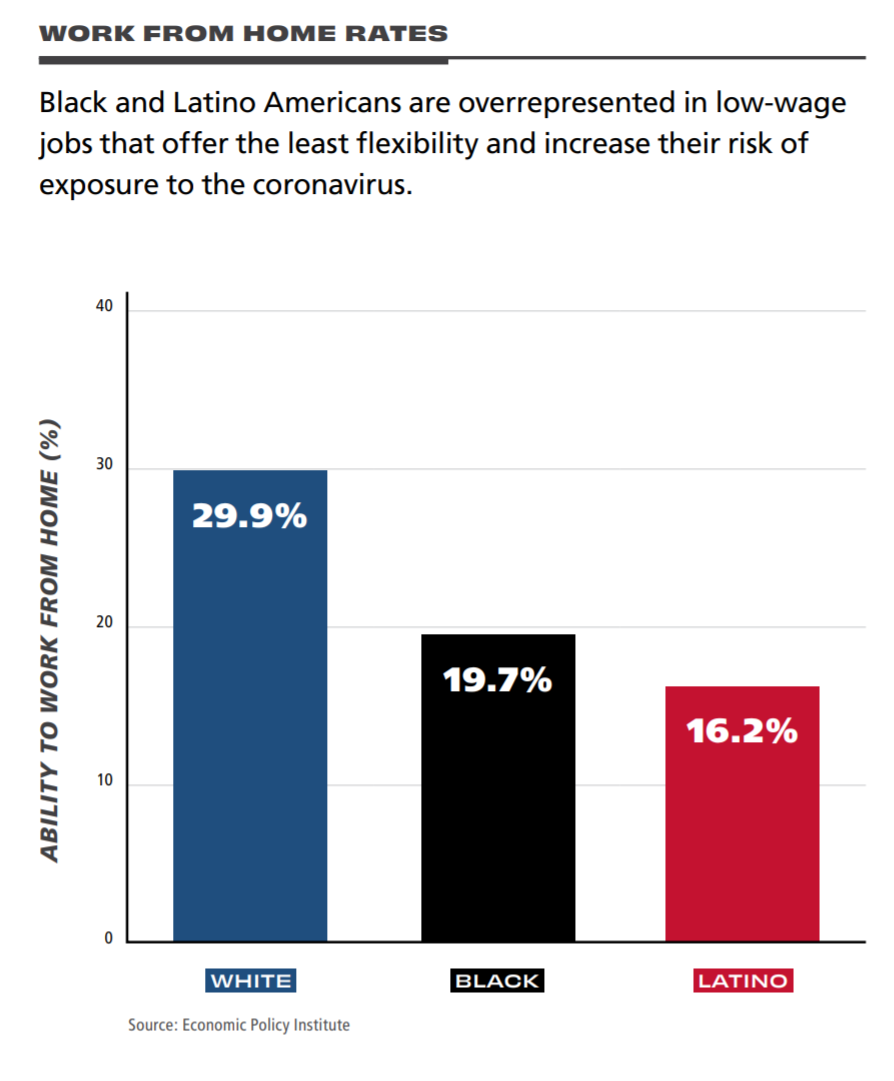 WORK FROM HOME RATES
Black and Latino Americans are overrepresented in low-wage
jobs that offer the least flexibility and increase their risk of
exposure to the coronavirus.
ABILITY TO WORK FROM HOME (%)
40
30
20
10
0
29.9%
19.7%
16.2%
WHITE
BLACK
LATINO
Source: Economic Policy Institute